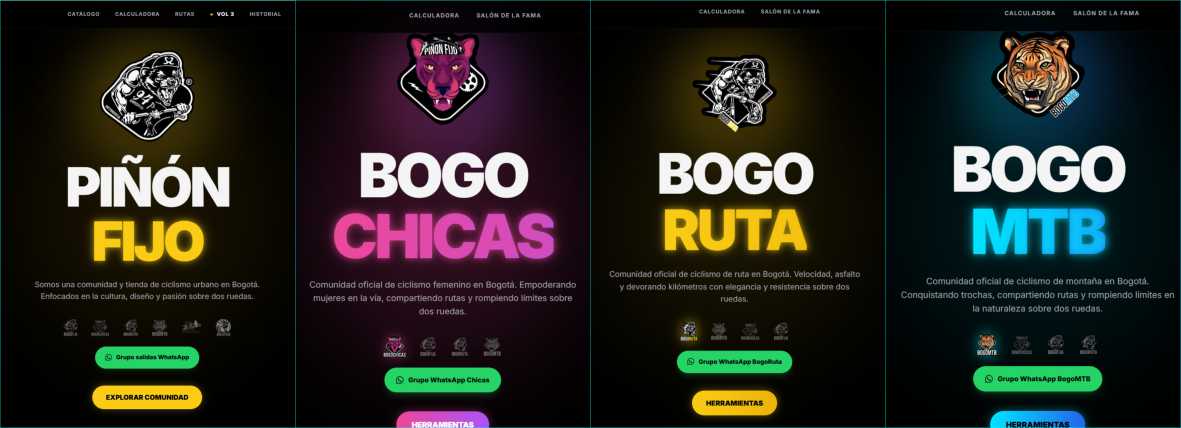 CATÁLOGO CALCULADORA RUTAS VOL 3 HISTORIAL
PIÑÓN
FIJO
Somos una comunidad y tienda de ciclismo urbano en Bogotá.
Enfocados en la cultura, diseño y pasión sobre dos ruedas.
Grupo salidas WhatsApp
EXPLORAR COMUNIDAD
CALCULADORA SALÓN DE LA FAMA
PIÑON FIJO
BOGO
CHICAS
Comunidad oficial de ciclismo femenino en Bogotá. Empoderando
mujeres en la vía, compartiendo rutas y rompiendo límites sobre
dos ruedas.
BOGOCHICAS
Grupo WhatsApp Chicas
HERRAMIENTAS
CALCULADORA SALÓN DE LA FAMA
BOGO
RUTA
Comunidad oficial de ciclismo de ruta en Bogotá. Velocidad, asfalto
y devorando kilómetros con elegancia y resistencia sobre dos
ruedas.
BOGORUTA
Grupo WhatsApp BogoRuta
HERRAMIENTAS
CALCULADORA SALÓN DE LA FAMA
BOGOMTB
BOGO
MTB
Comunidad oficial de ciclismo de montaña en Bogotá.
Conquistando trochas, compartiendo rutas y rompiendo límites en
la naturaleza sobre dos ruedas.
BOGOMTB
Grupo WhatsApp BogoMTB
HERRAMIENTAS